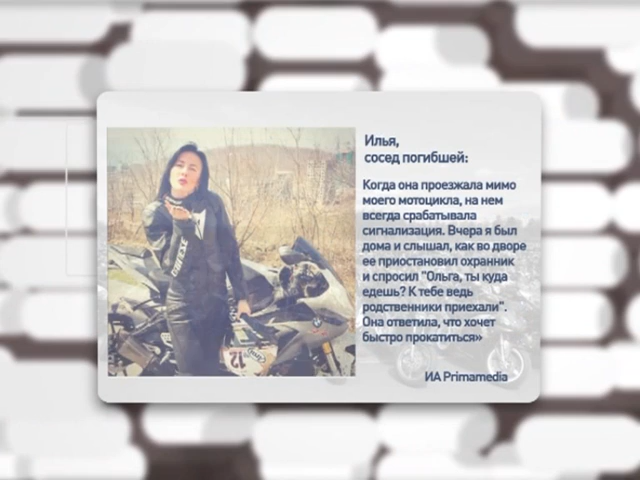 Илья,
сосед погибшей:
Когда она проезжала мимо
моего мотоцикла, на нем
всегда срабатывала
сигнализация. Вчера я был
дома и слышал, как во дворе
ее приостановил охранник
и спросил "Ольга, ты куда
едешь? К тебе ведь
родственники приехали".
Она ответила, что хочет
быстро прокатиться»
ИА Primamedia
DAINESE
12